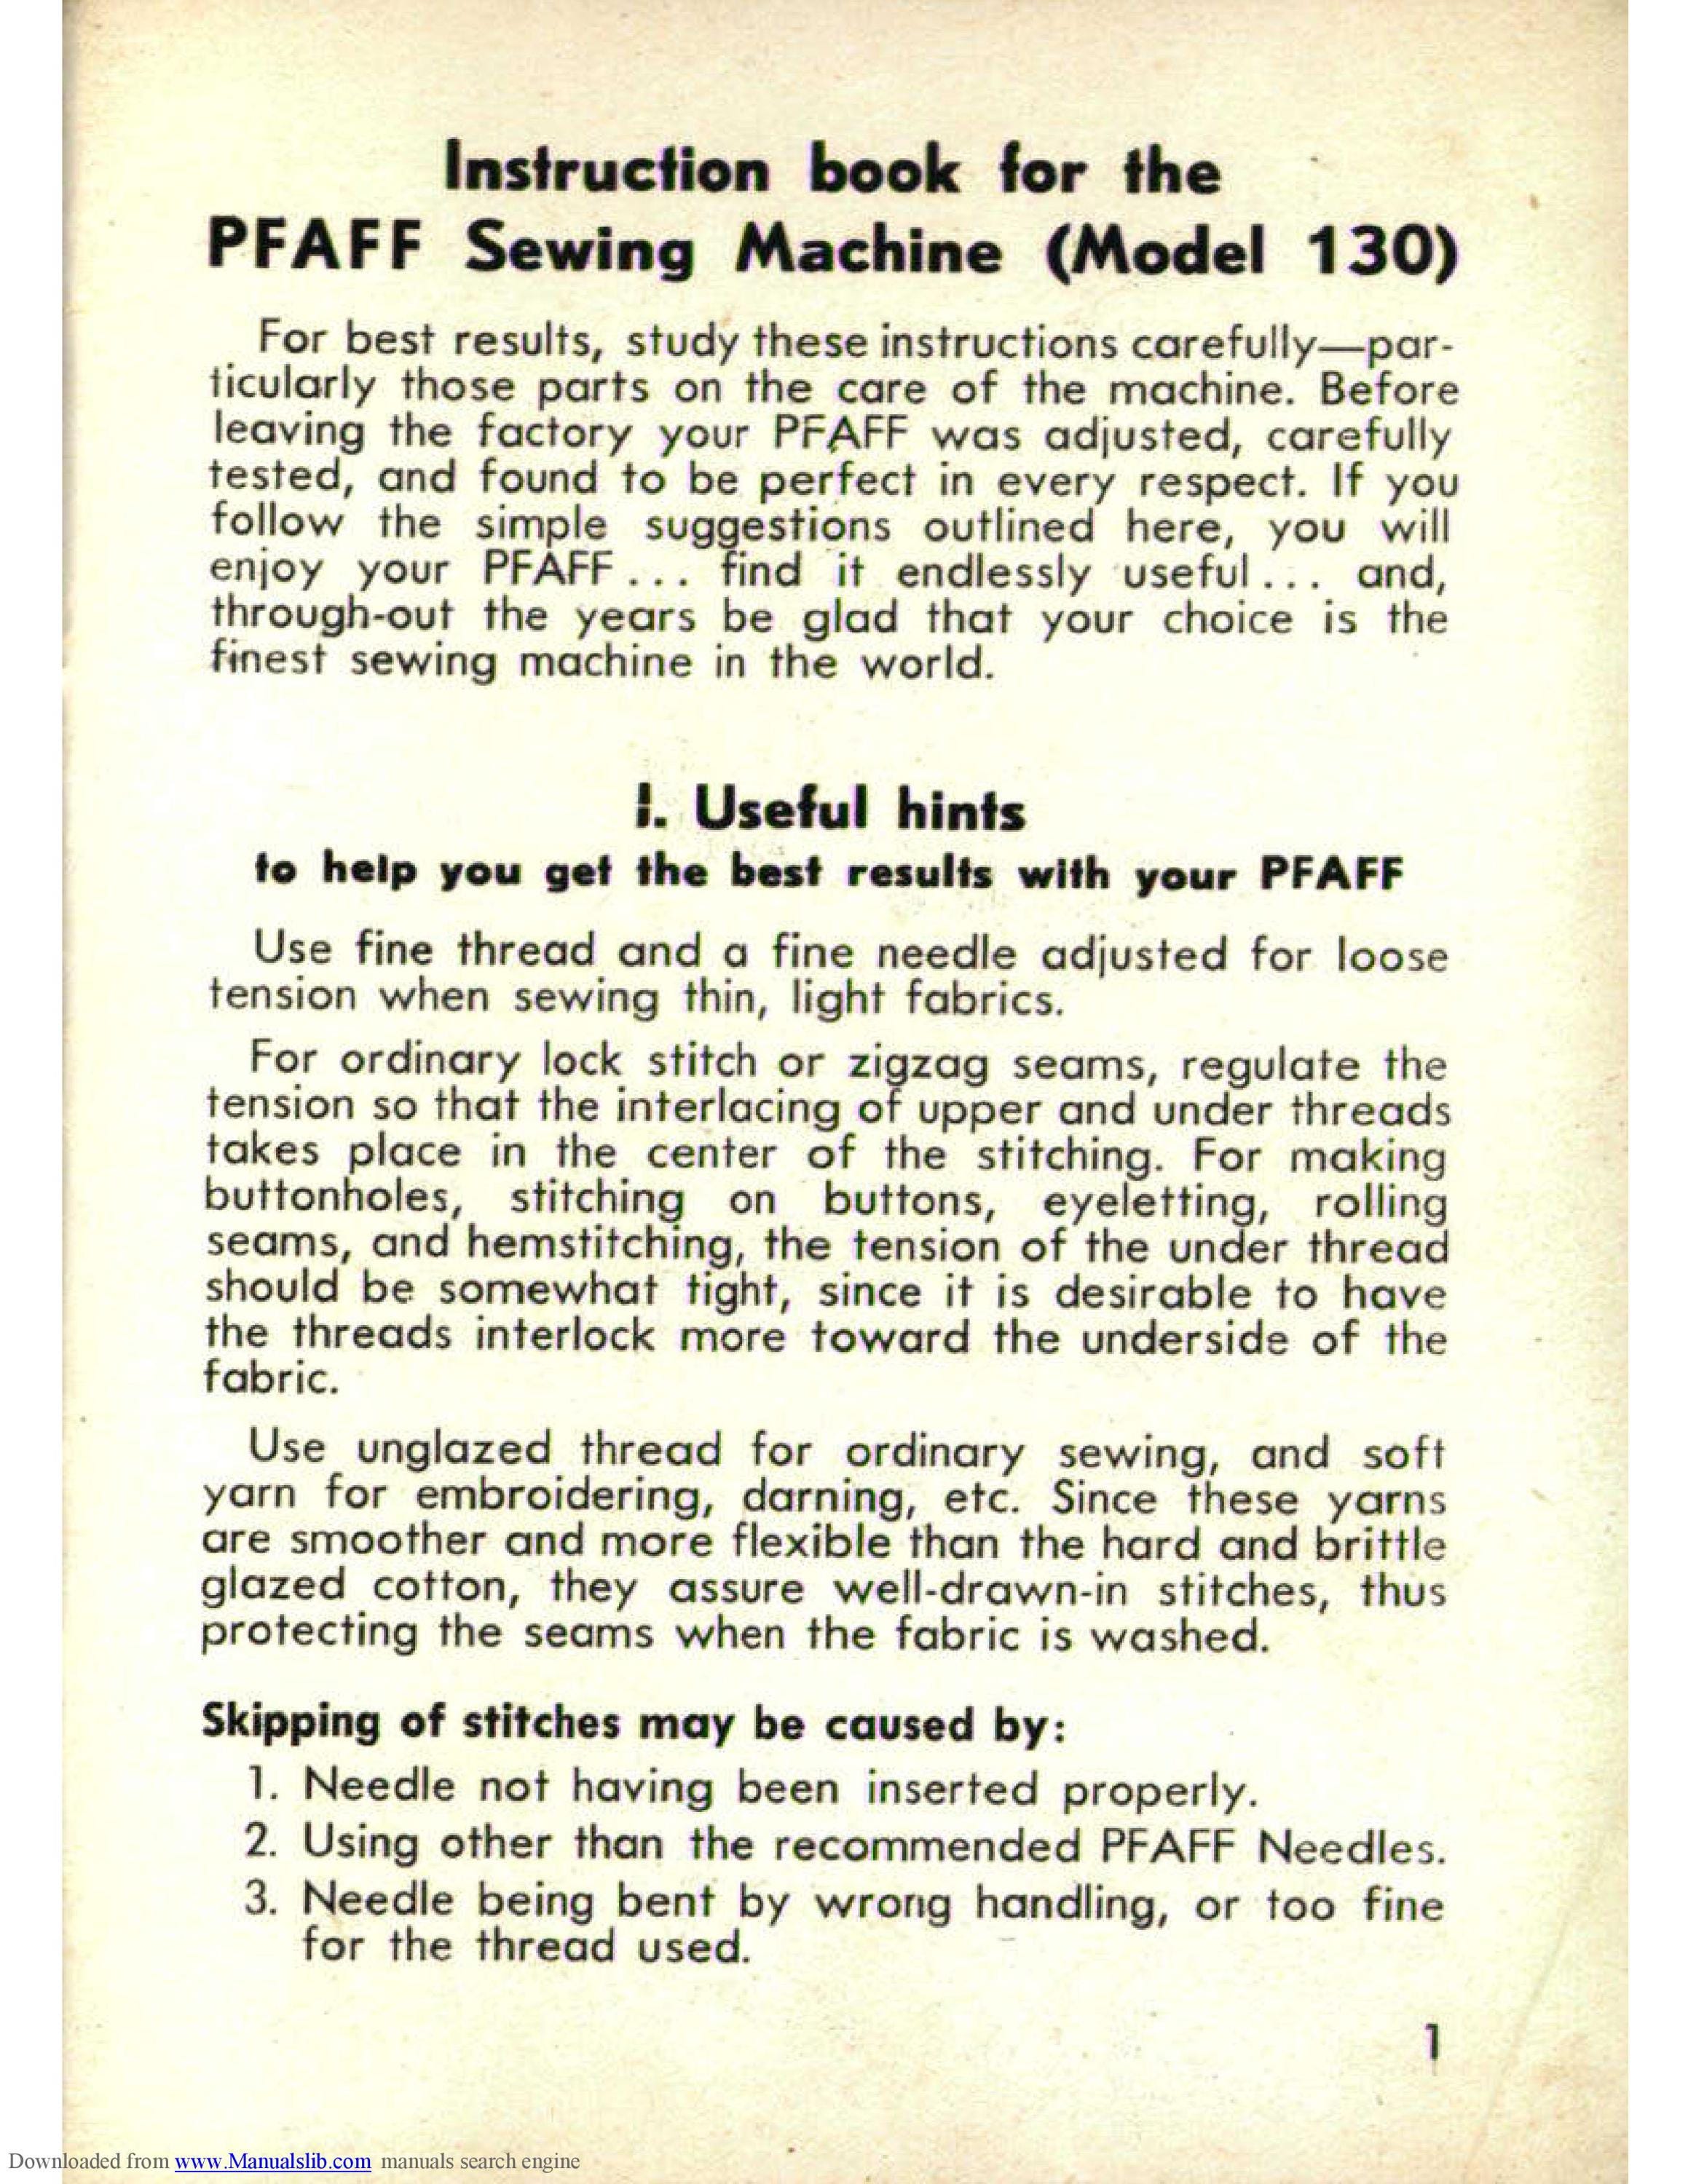 Instruction book for the
PFAFF Sewing Machine (Model 130)
For best results, study these instructions carefully—par-
ticularly those parts on the care of the machine. Before
leaving the factory your PFAFF was adjusted, carefully
tested, and found to be perfect in every respect. If you
follow the simple suggestions outlined here, you will
enjoy your PFAFF... find it endlessly useful... and,
through-out the years be glad that your choice is the
finest sewing machine in the world.
I. Useful hints
to help you get the best results with your PFAFF
Use fine thread and a fine needle adjusted for loose
tension when sewing thin, light fabrics.
For ordinary lock stitch or zigzag seams, regulate the
tension so that the interlacing of upper and under threads
takes place in the center of the stitching. For making
buttonholes, stitching on buttons, eyeletting, rolling
seams, and hemstitching, the tension of the under thread
should be somewhat tight, since it is desirable to have
the threads interlock more toward the underside of the
fabric.
Use unglazed thread for ordinary sewing, and soft
yarn for embroidering, darning, etc. Since these yarns
are smoother and more flexible than the hard and brittle
glazed cotton, they assure well-drawn-in stitches, thus
protecting the seams when the fabric is washed.
Skipping of stitches may be caused by:
1. Needle not having been inserted properly.
2. Using other than the recommended PFAFF Needles.
3. Needle being bent by wrong handling, or too fine
for the thread used.
1
Downloaded from www.Manualslib.com manuals search engine